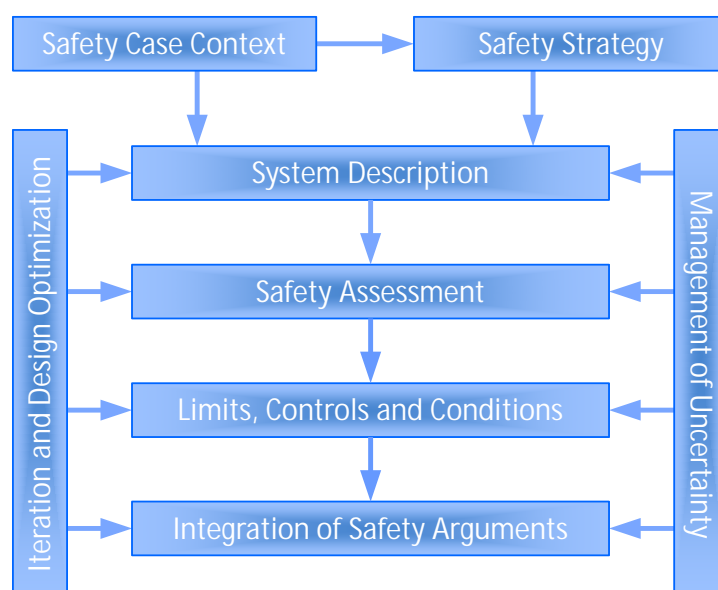 Safety Case Context
Safety Strategy
Iteration and Design Optimization
System Description
Safety Assessment
Limits, Controls and Conditions
Integration of Safety Arguments
Management of Uncertainty